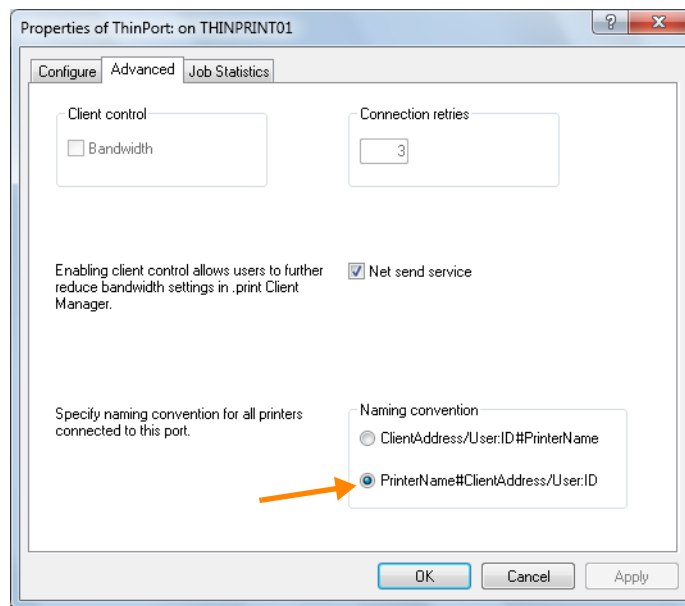 Properties of ThinPort: on THINPRINT01
?
Configure
Advanced
Job Statistics
Client control
Bandwidth
Connection retries
3
Enabling client control allows users to further
reduce bandwidth settings in .print Client
Manager.
Net send service
Specify naming convention for all printers
connected to this port.
Naming convention
ClientAddress/User:ID#PrinterName
PrinterName#ClientAddress/User:ID
OK
Cancel
Apply